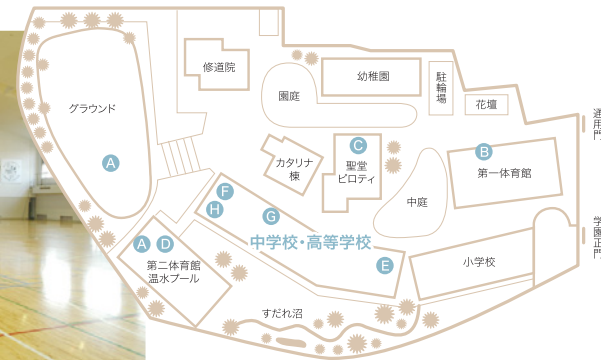 修道院
幼稚園
駐輪場
花壇
園庭
グラウンド
通用門
A
C
B
カタリナ
棟
聖堂
ピロティ
第一体育館
F
H
G
中庭
学園正門
中学校・高等学校
A D
第二体育館
温水プール
E
小学校
すだれ沼